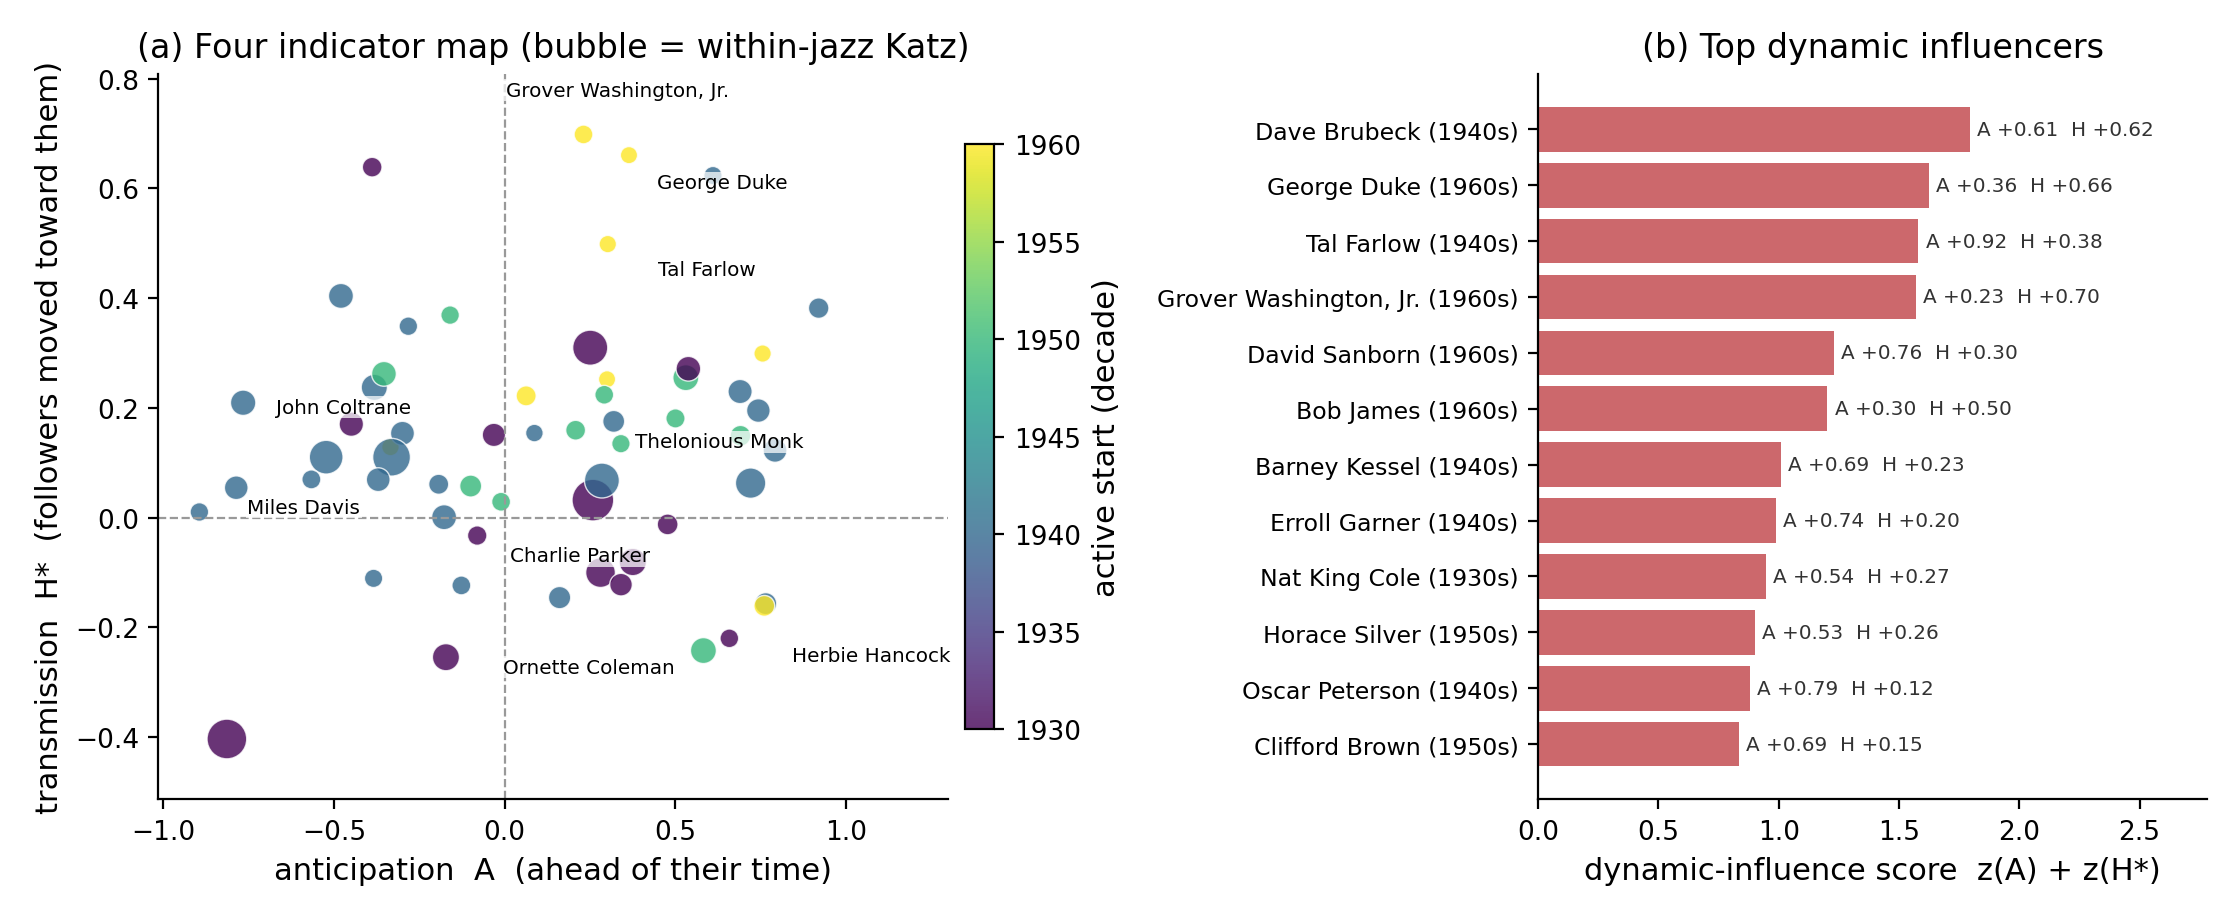 (a) Four indicator map (bubble = within-jazz Katz)
transmission  H*  (followers moved toward them)
0.8
0.6
0.4
0.2
0.0
−0.2
−0.4
Grover Washington, Jr.
George Duke
Tal Farlow
John Coltrane
Thelonious Monk
Miles Davis
Charlie Parker
Ornette Coleman
Herbie Hancock
−1.0
−0.5
0.0
0.5
1.0
anticipation  A  (ahead of their time)
1960
1955
1950
1945
1940
1935
1930
active start (decade)
(b) Top dynamic influencers
Dave Brubeck (1940s) A +0.61  H +0.62
George Duke (1960s) A +0.36  H +0.66
Tal Farlow (1940s) A +0.92  H +0.38
Grover Washington, Jr. (1960s) A +0.23  H +0.70
David Sanborn (1960s) A +0.76  H +0.30
Bob James (1960s) A +0.30  H +0.50
Barney Kessel (1940s) A +0.69  H +0.23
Erroll Garner (1940s) A +0.74  H +0.20
Nat King Cole (1930s) A +0.54  H +0.27
Horace Silver (1950s) A +0.53  H +0.26
Oscar Peterson (1940s) A +0.79  H +0.12
Clifford Brown (1950s) A +0.69  H +0.15
0.0
0.5
1.0
1.5
2.0
2.5
dynamic-influence score  z(A) + z(H*)